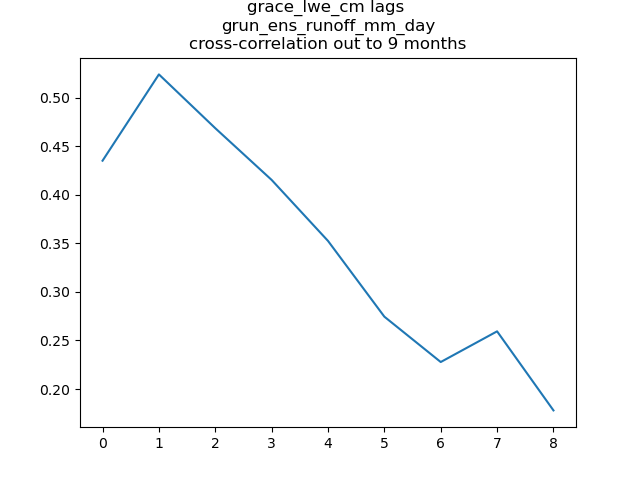 grace_lwe_cm lags
grun_ens_runoff_mm_day
cross-correlation out to 9 months
0.50
0.45
0.40
0.35
0.30
0.25
0.20
0 1 2 3 4 5 6 7 8